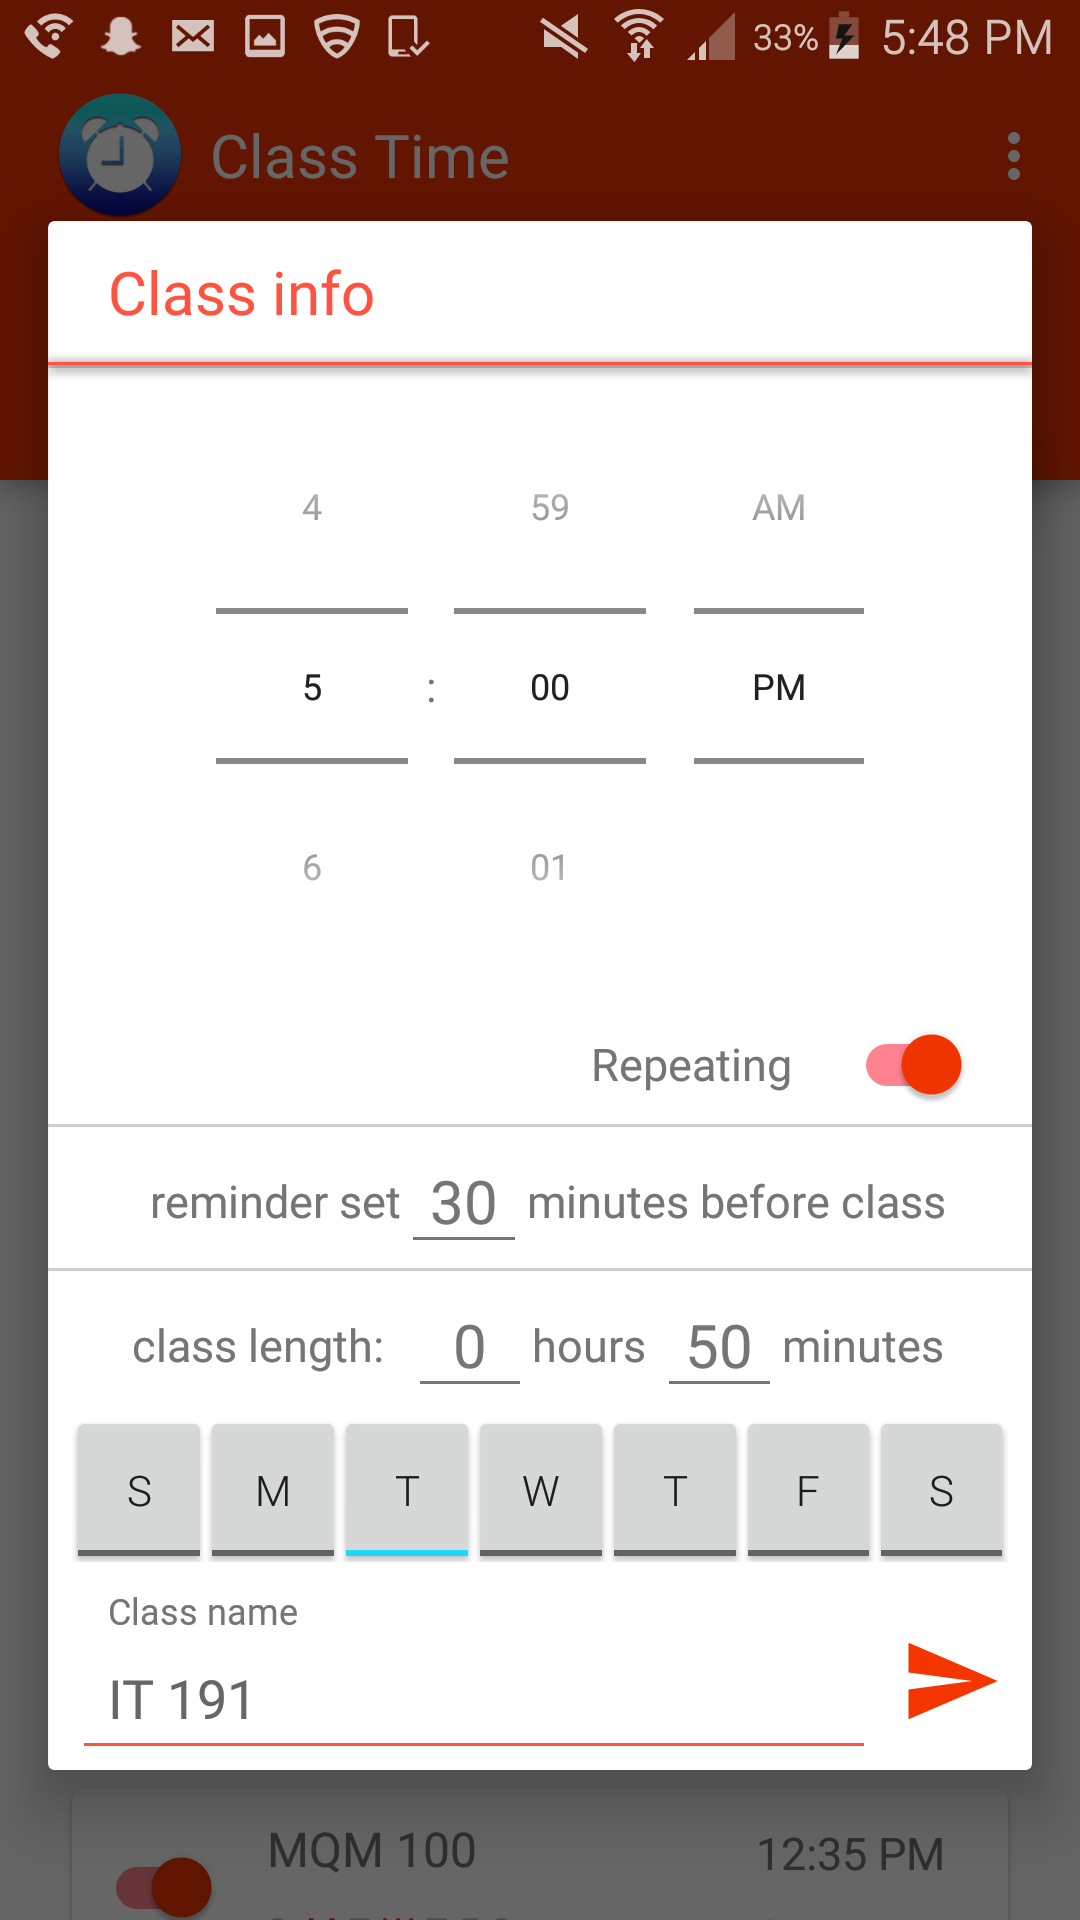 33% 5:48 PM
Class Time
Class info
4 59 AM
5 : 00 PM
6 01
Repeating
reminder set 30 minutes before class
class length: 0 hours 50 minutes
S M T W T F S
Class name
IT 191
MQM 100
12:35 PM